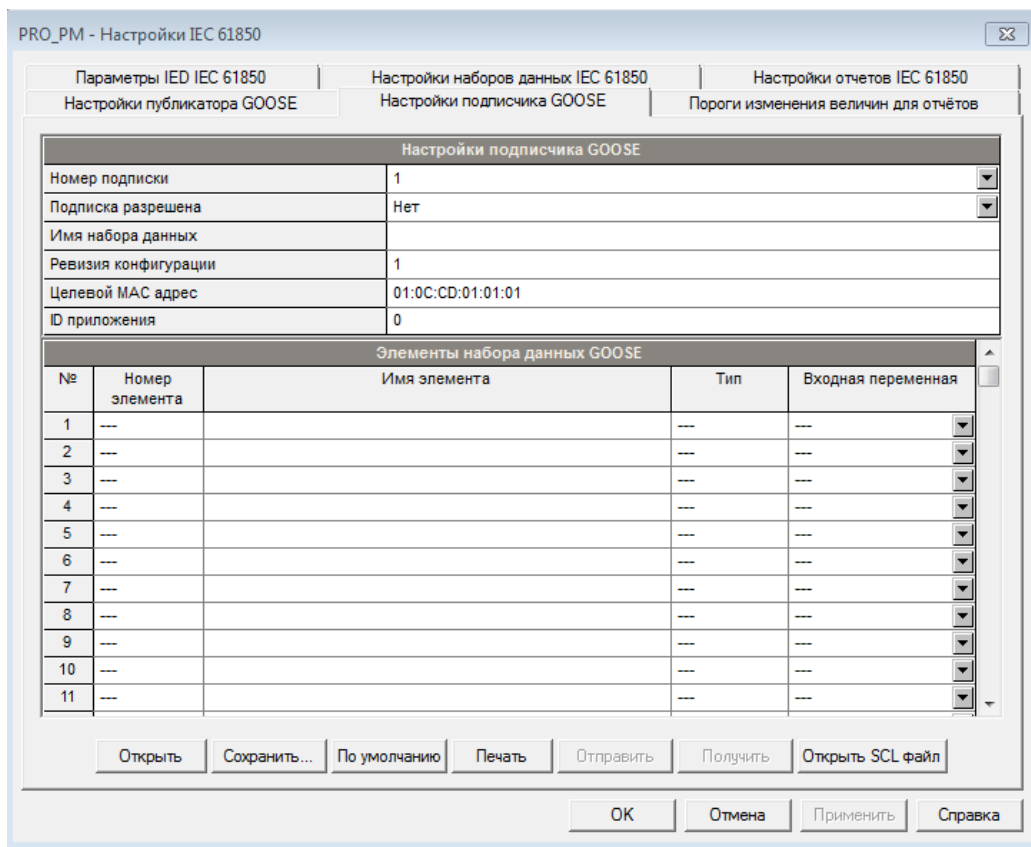 PRO_PM - Настройки IEC 61850
Параметры IED IEC 61850 Настройки наборов данных IEC 61850 Настройки отчетов IEC 61850
Настройки публикатора GOOSE Настройки подписчика GOOSE Пороги изменения величин для отчётов
Настройки подписчика GOOSE
Номер подписки 1
Подписка разрешена Нет
Имя набора данных
Ревизия конфигурации 1
Целевой MAC адрес 01:0C:CD:01:01:01
ID приложения 0
Элементы набора данных GOOSE
№ Номер элемента Имя элемента Тип Входная переменная
1 --- --- ---
2 --- --- ---
3 --- --- ---
4 --- --- ---
5 --- --- ---
6 --- --- ---
7 --- --- ---
8 --- --- ---
9 --- --- ---
10 --- --- ---
11 --- --- ---
Открыть Сохранить... По умолчанию Печать Отправить Получить Открыть SCL файл
OK Отмена Применить Справка